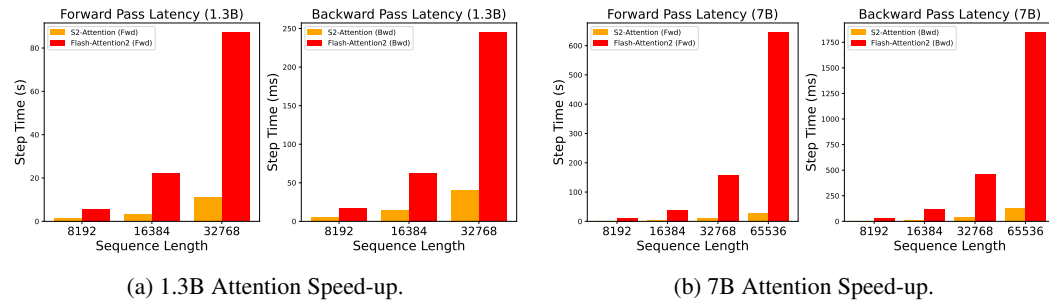 Forward Pass Latency (1.3B)
S2-Attention (Fwd)
Flash-Attention2 (Fwd)
Step Time (s)
80
60
40
20
0
8192 16384 32768
Sequence Length
Backward Pass Latency (1.3B)
S2-Attention (Bwd)
Flash-Attention2 (Bwd)
Step Time (ms)
250
200
150
100
50
0
8192 16384 32768
Sequence Length
(a) 1.3B Attention Speed-up.
Forward Pass Latency (7B)
S2-Attention (Fwd)
Flash-Attention2 (Fwd)
Step Time (s)
600
500
400
300
200
100
0
8192 16384 32768 65536
Sequence Length
Backward Pass Latency (7B)
S2-Attention (Bwd)
Flash-Attention2 (Bwd)
Step Time (ms)
1750
1500
1250
1000
750
500
250
0
8192 16384 32768 65536
Sequence Length
(b) 7B Attention Speed-up.